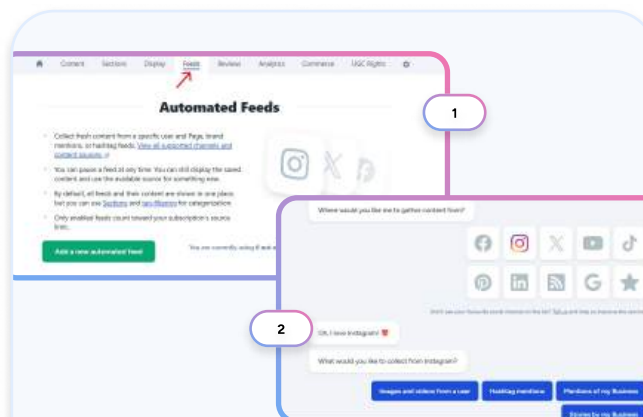 Content Sections Display Feeds Reviews Analytics Commerce UGC Rights
Automated Feeds
1
Collect fresh content from a specific user and Page, brand
mentions, or hashtag feeds. View all supported channels and
content sources
You can pause a feed at any time. You can still display the saved
content and use the available source for something new.
By default, all feeds and their content are shown in one place,
but you can use Sections and for categorization.
Only enabled feeds count toward your subscription's source
limit.
Add a new automated feed
You are currently using
Where would you like me to gather content from?
2
Oh, I love Instagram!
What would you like to collect from Instagram?
Images and videos from a user
Hashtag mentions
Mentions of my Business
Stories by my Business